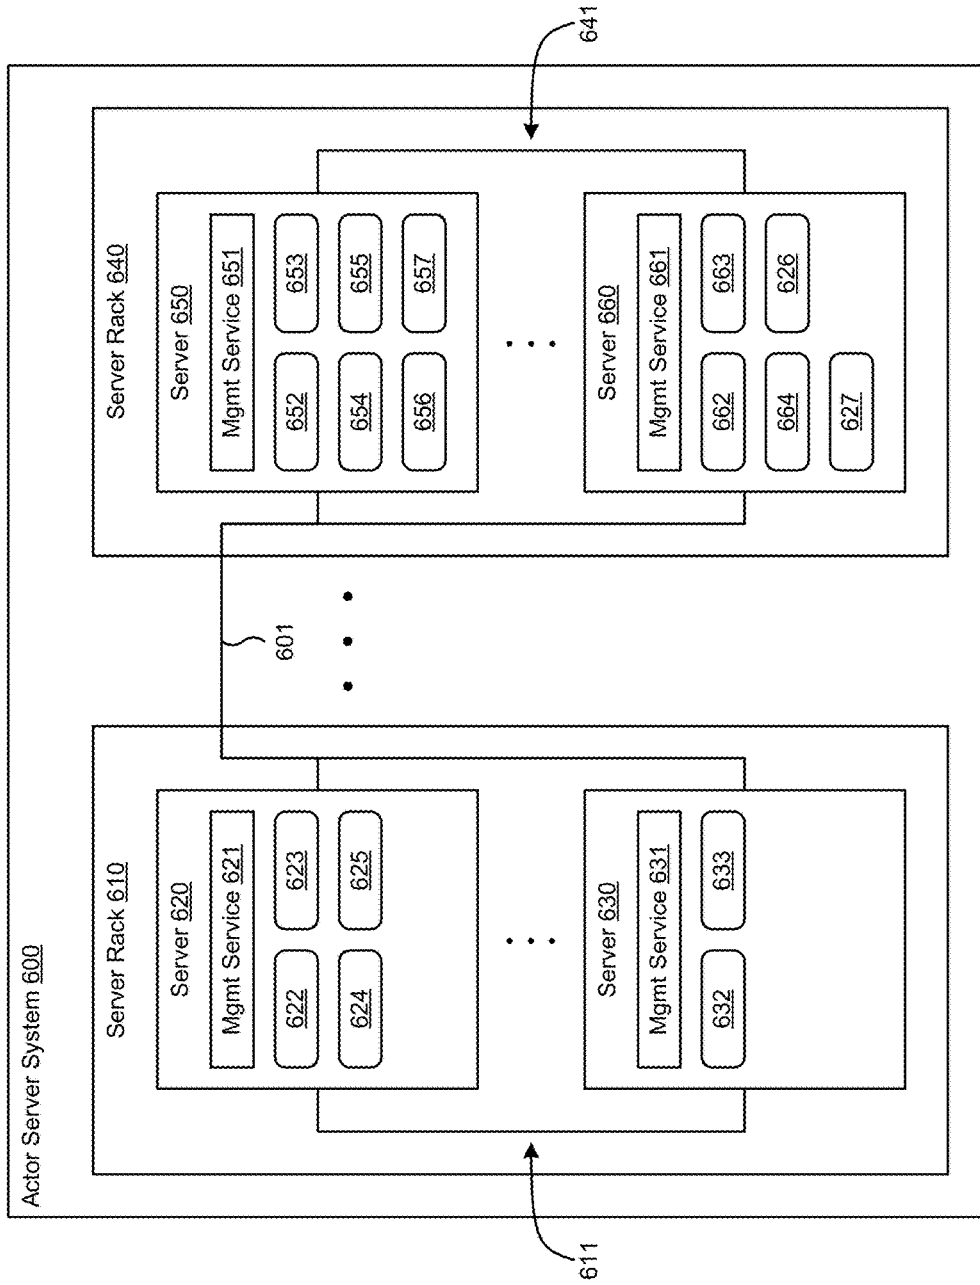 Actor Server System 600
Server Rack 610
Server 620
Mgmt Service 621
622
623
624
625
Server 630
Mgmt Service 631
632
633
611
601
Server Rack 640
Server 650
Mgmt Service 651
652
653
654
655
656
657
Server 660
Mgmt Service 661
662
663
664
626
627
641